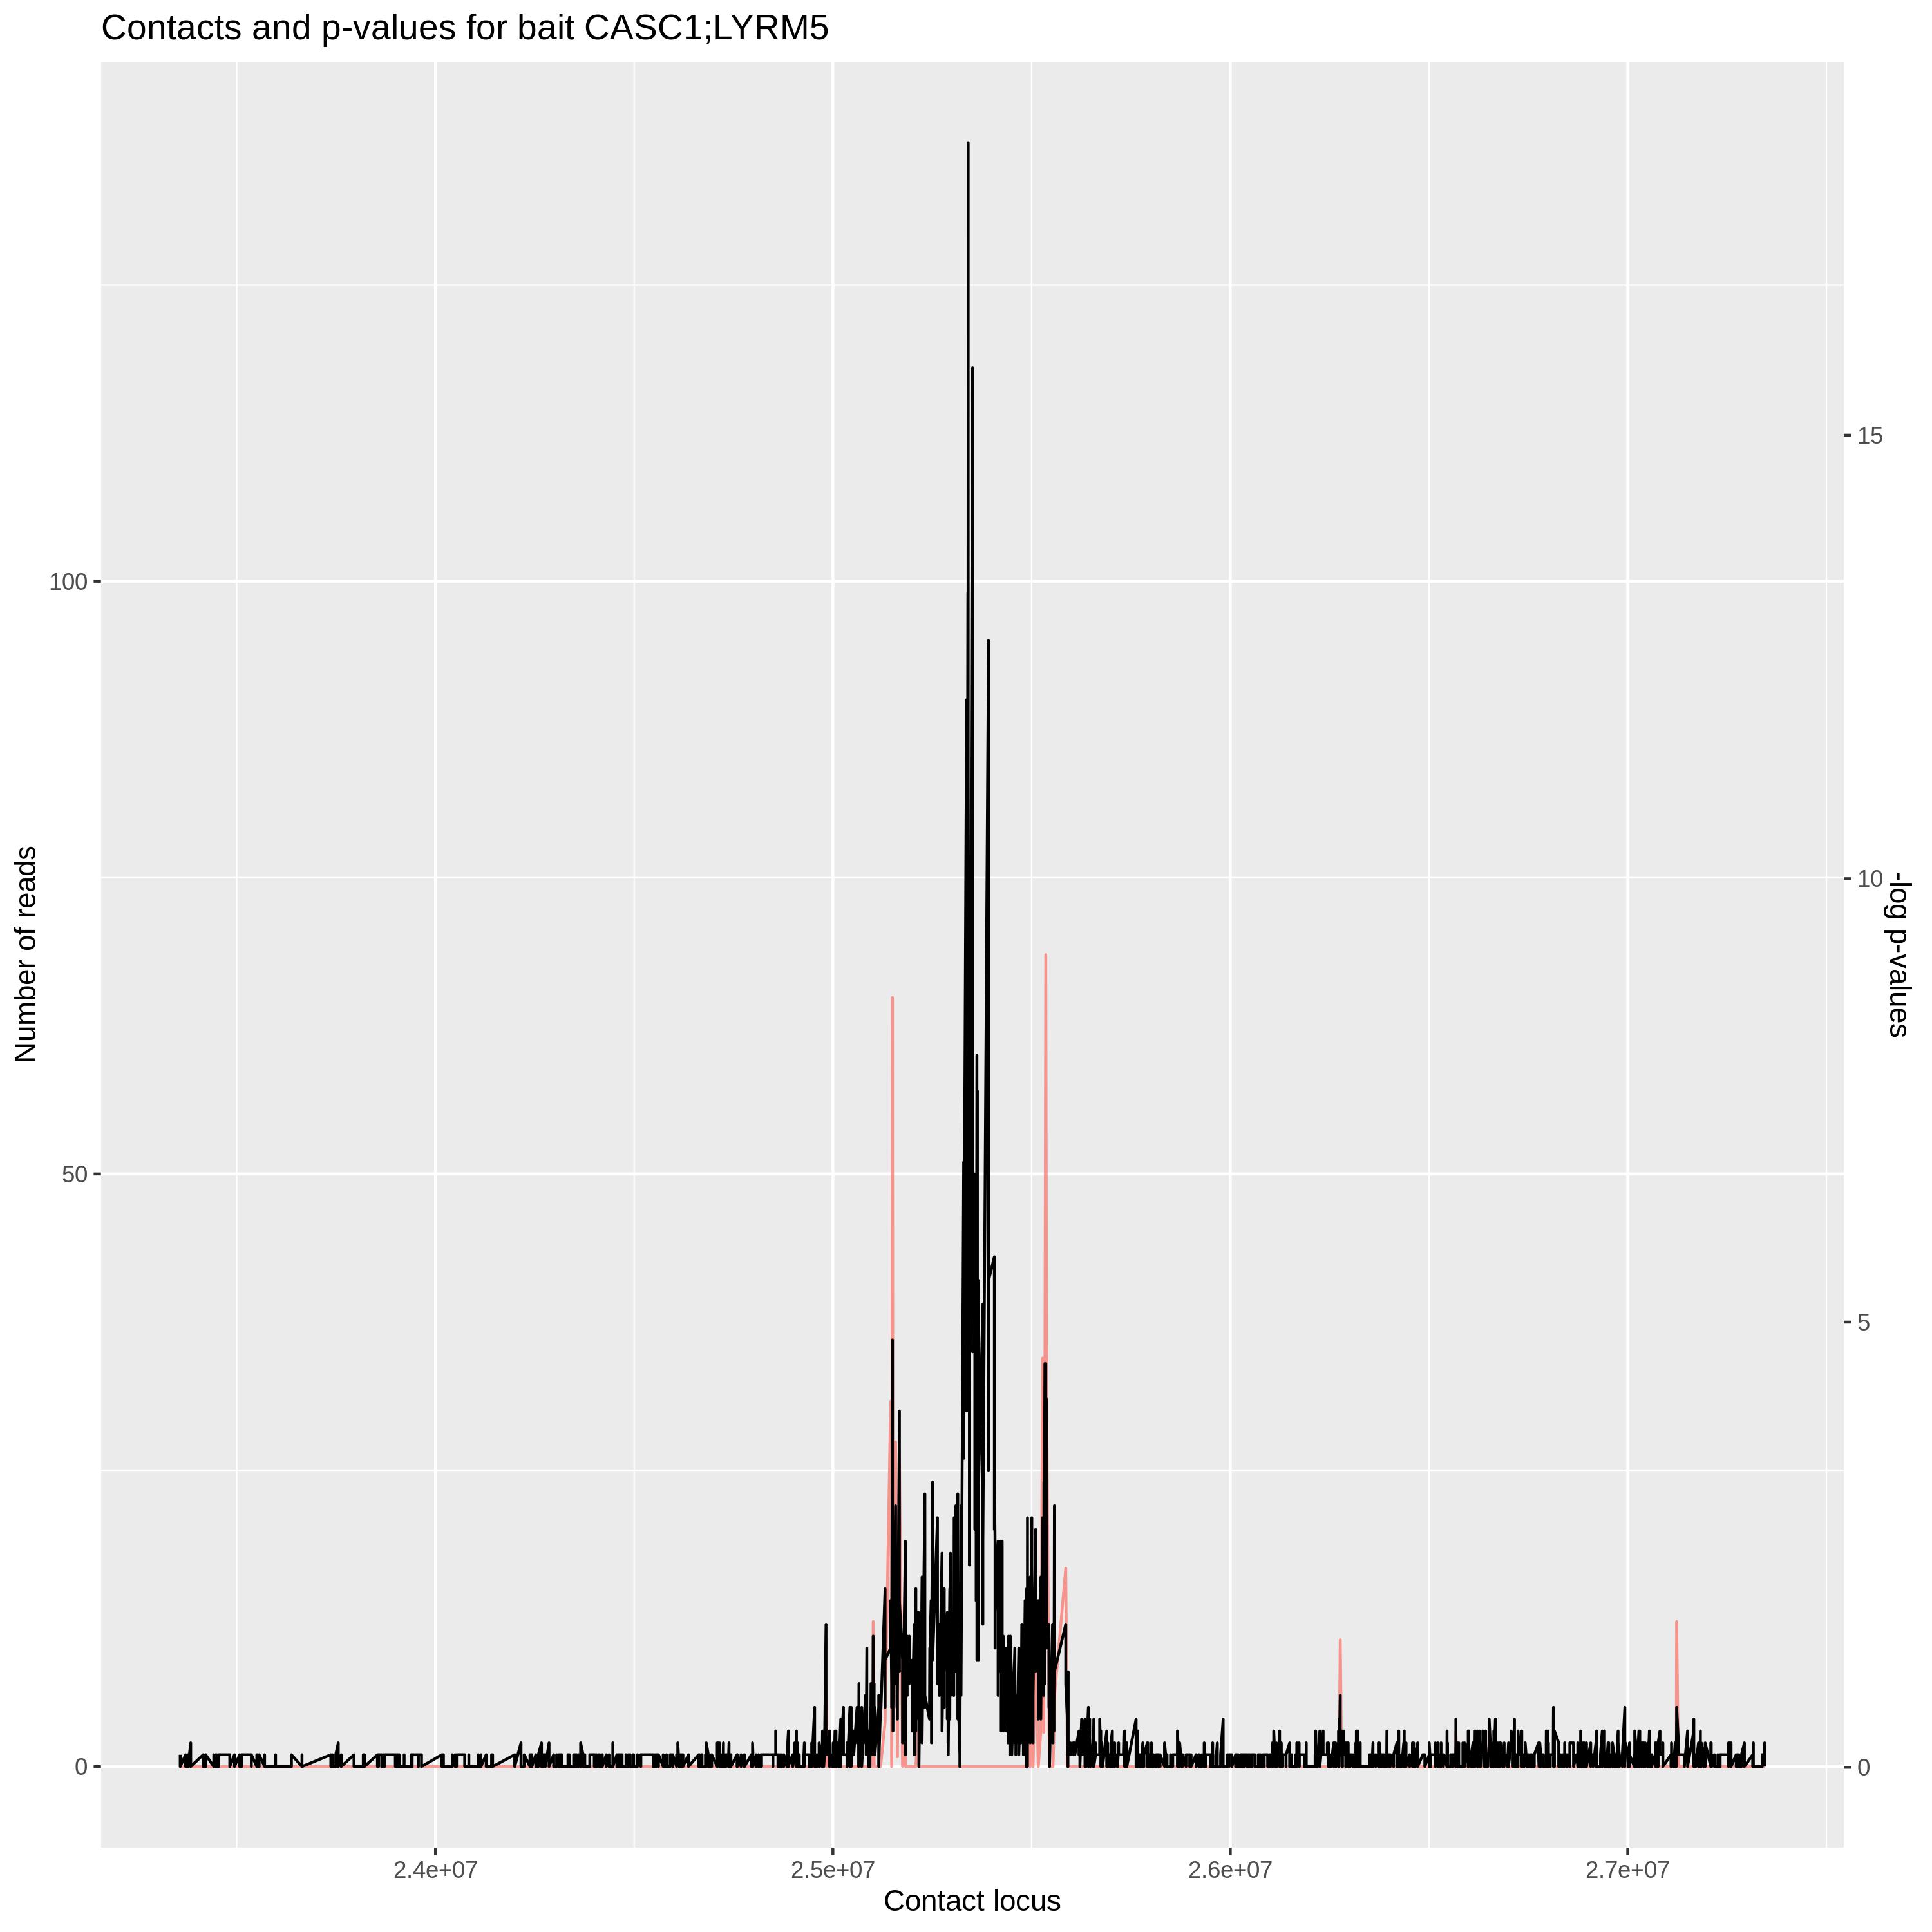 Contacts and p-values for bait CASC1;LYRM5
Number of reads
100
50
0
15
10
5
0
-log p-values
2.4e+07
2.5e+07
2.6e+07
2.7e+07
Contact locus